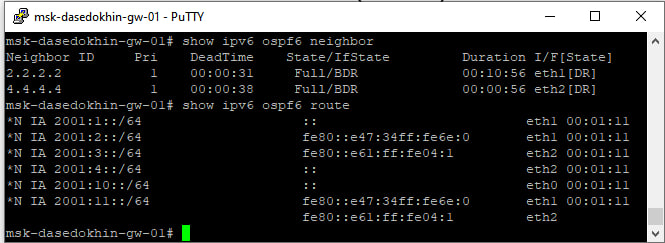 msk-dasedokhin-gw-01 - PuTTY
msk-dasedokhin-gw-01# show ipv6 ospf6 neighbor
Neighbor ID     Pri    DeadTime    State/IfState         Duration I/F[State]
2.2.2.2           1    00:00:31     Full/BDR             00:10:56 eth1[DR]
4.4.4.4           1    00:00:38     Full/BDR             00:00:56 eth2[DR]
msk-dasedokhin-gw-01# show ipv6 ospf6 route
*N IA 2001:1::/64                    ::                        eth1 00:01:11
*N IA 2001:2::/64                    fe80::e47:34ff:fe6e:0     eth1 00:01:11
*N IA 2001:3::/64                    fe80::e61:ff:fe04:1       eth2 00:01:11
*N IA 2001:4::/64                    ::                        eth2 00:01:11
*N IA 2001:10::/64                   ::                        eth0 00:01:11
*N IA 2001:11::/64                   fe80::e47:34ff:fe6e:0     eth1 00:01:11
                                     fe80::e61:ff:fe04:1       eth2
msk-dasedokhin-gw-01#